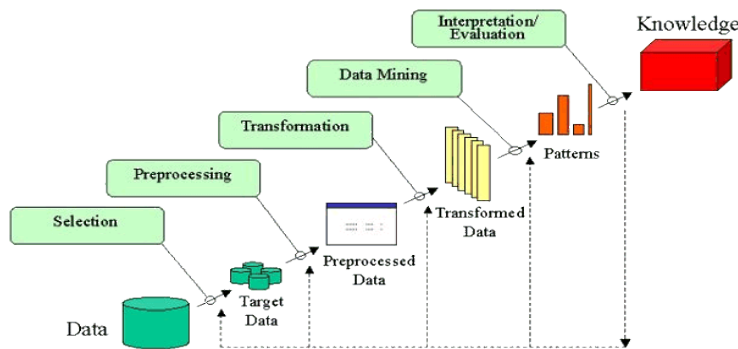 Interpretation/
Evaluation
Knowledge
Data Mining
Transformation
Patterns
Preprocessing
Transformed
Data
Selection
Preprocessed
Data
Target
Data
Data